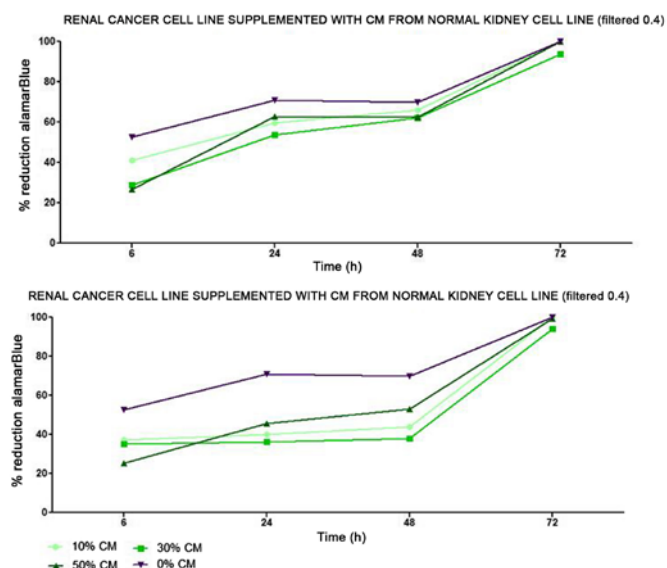 RENAL CANCER CELL LINE SUPPLEMENTED WITH CM FROM NORMAL KIDNEY CELL LINE (filtered 0.4)
% reduction alamarBlue
100
80
60
40
20
0
6 24 48 72
Time (h)
RENAL CANCER CELL LINE SUPPLEMENTED WITH CM FROM NORMAL KIDNEY CELL LINE (filtered 0.4)
% reduction alamarBlue
100
80
60
40
20
0
6 24 48 72
Time (h)
10% CM 30% CM
50% CM 0% CM